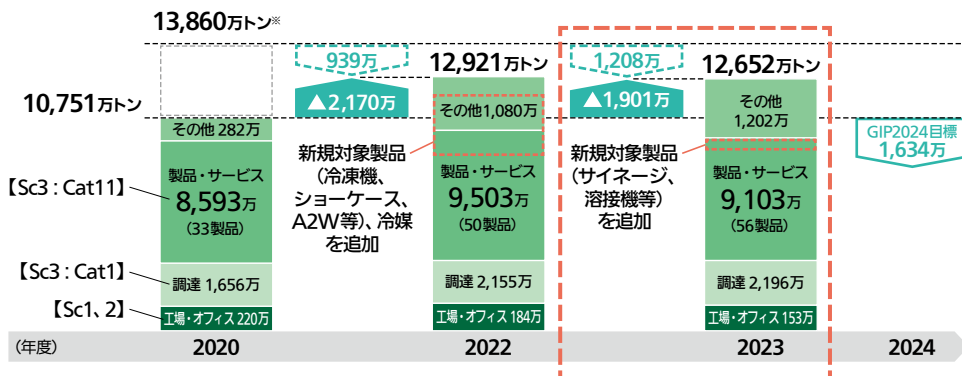 13,860万トン※
10,751万トン
その他 282万
製品・サービス
8,593万
(33製品)
調達 1,656万
工場・オフィス 220万
【Sc3：Cat11】
【Sc3：Cat1】
【Sc1、2】
939万
▲2,170万
新規対象製品
(冷凍機、
ショーケース、
A2W等)、冷媒
を追加
12,921万トン
その他1,080万
製品・サービス
9,503万
(50製品)
調達 2,155万
工場・オフィス 184万
1,208万
▲1,901万
新規対象製品
(サイネージ、
溶接機等)
を追加
12,652万トン
その他
1,202万
製品・サービス
9,103万
(56製品)
調達 2,196万
工場・オフィス 153万
GIP2024目標
1,634万
(年度) 2020 2022 2023 2024